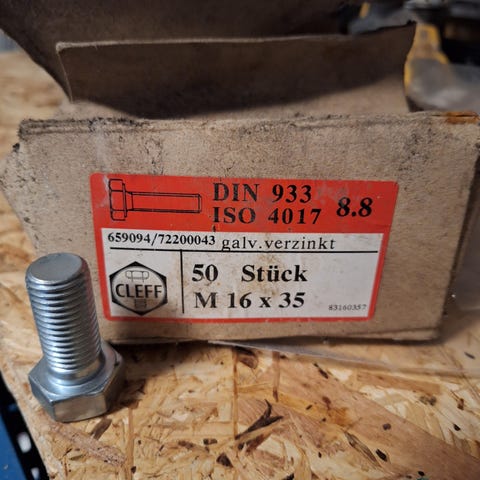 DIN 933
ISO 4017 8.8
659094/72200043 galv.verzinkt
CLEFF
50 Stück
M 16 x 35
83160357